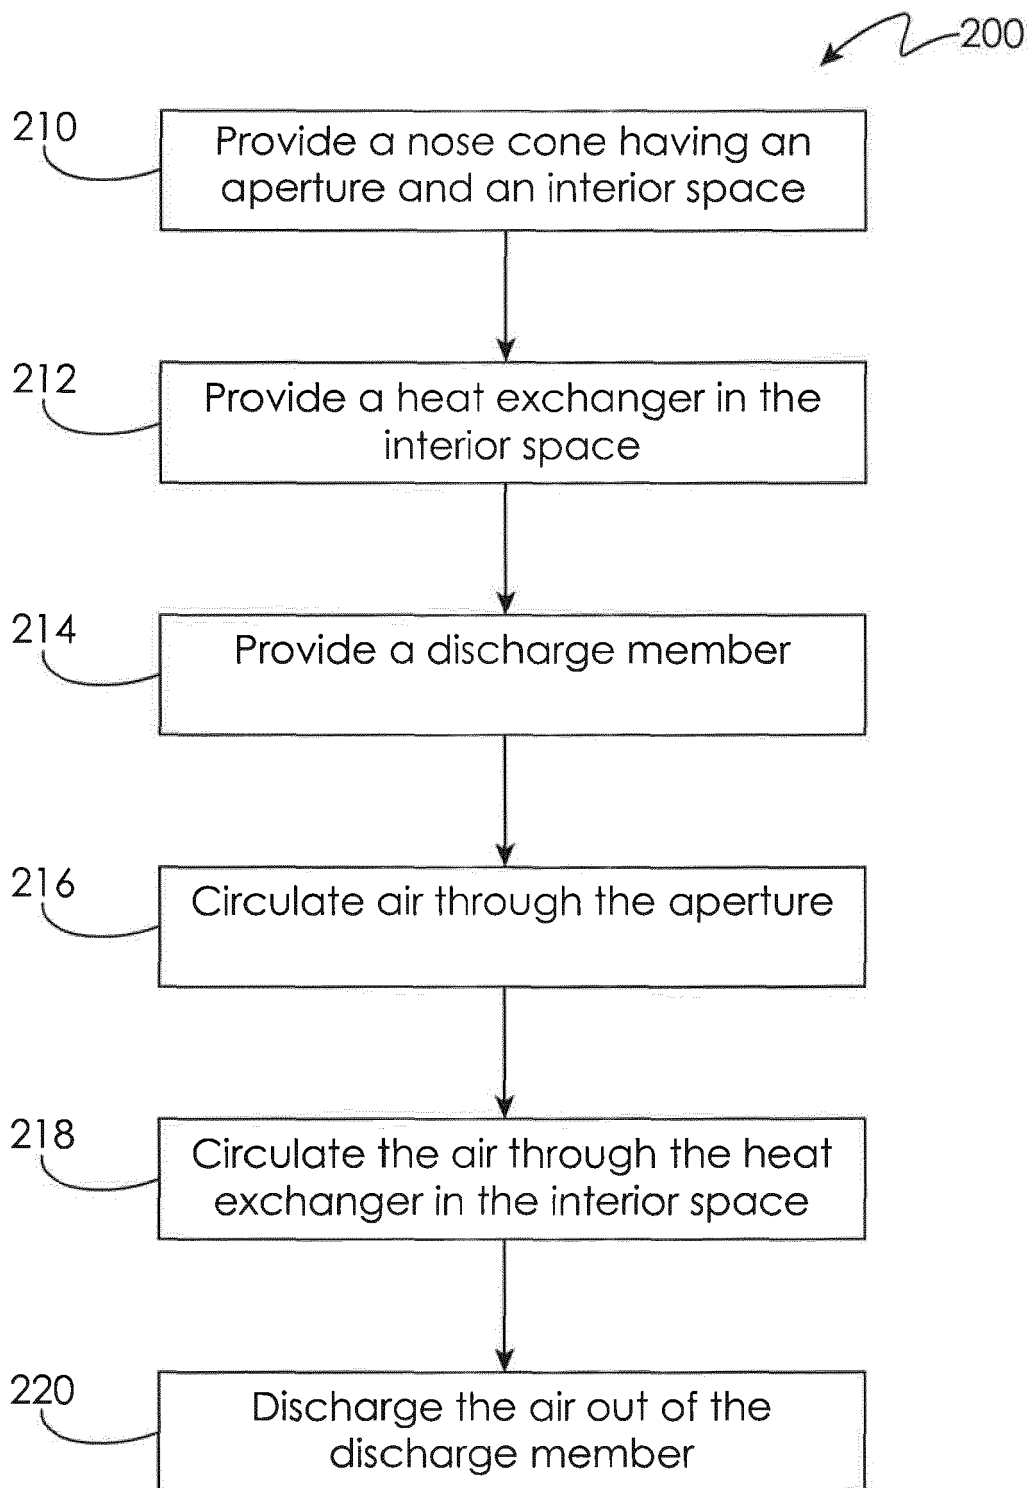 200
210
Provide a nose cone having an
aperture and an interior space
212
Provide a heat exchanger in the
interior space
214
Provide a discharge member
216
Circulate air through the aperture
218
Circulate the air through the heat
exchanger in the interior space
220
Discharge the air out of the
discharge member